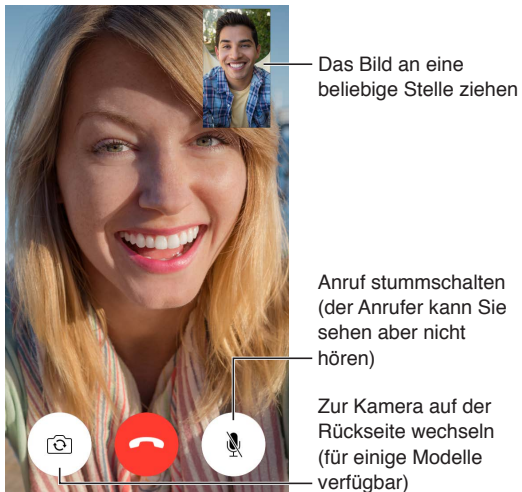 Das Bild an eine
beliebige Stelle ziehen
Anruf stummschalten
(der Anrufer kann Sie
sehen aber nicht
hören)
Zur Kamera auf der
Rückseite wechseln
(für einige Modelle
verfügbar)